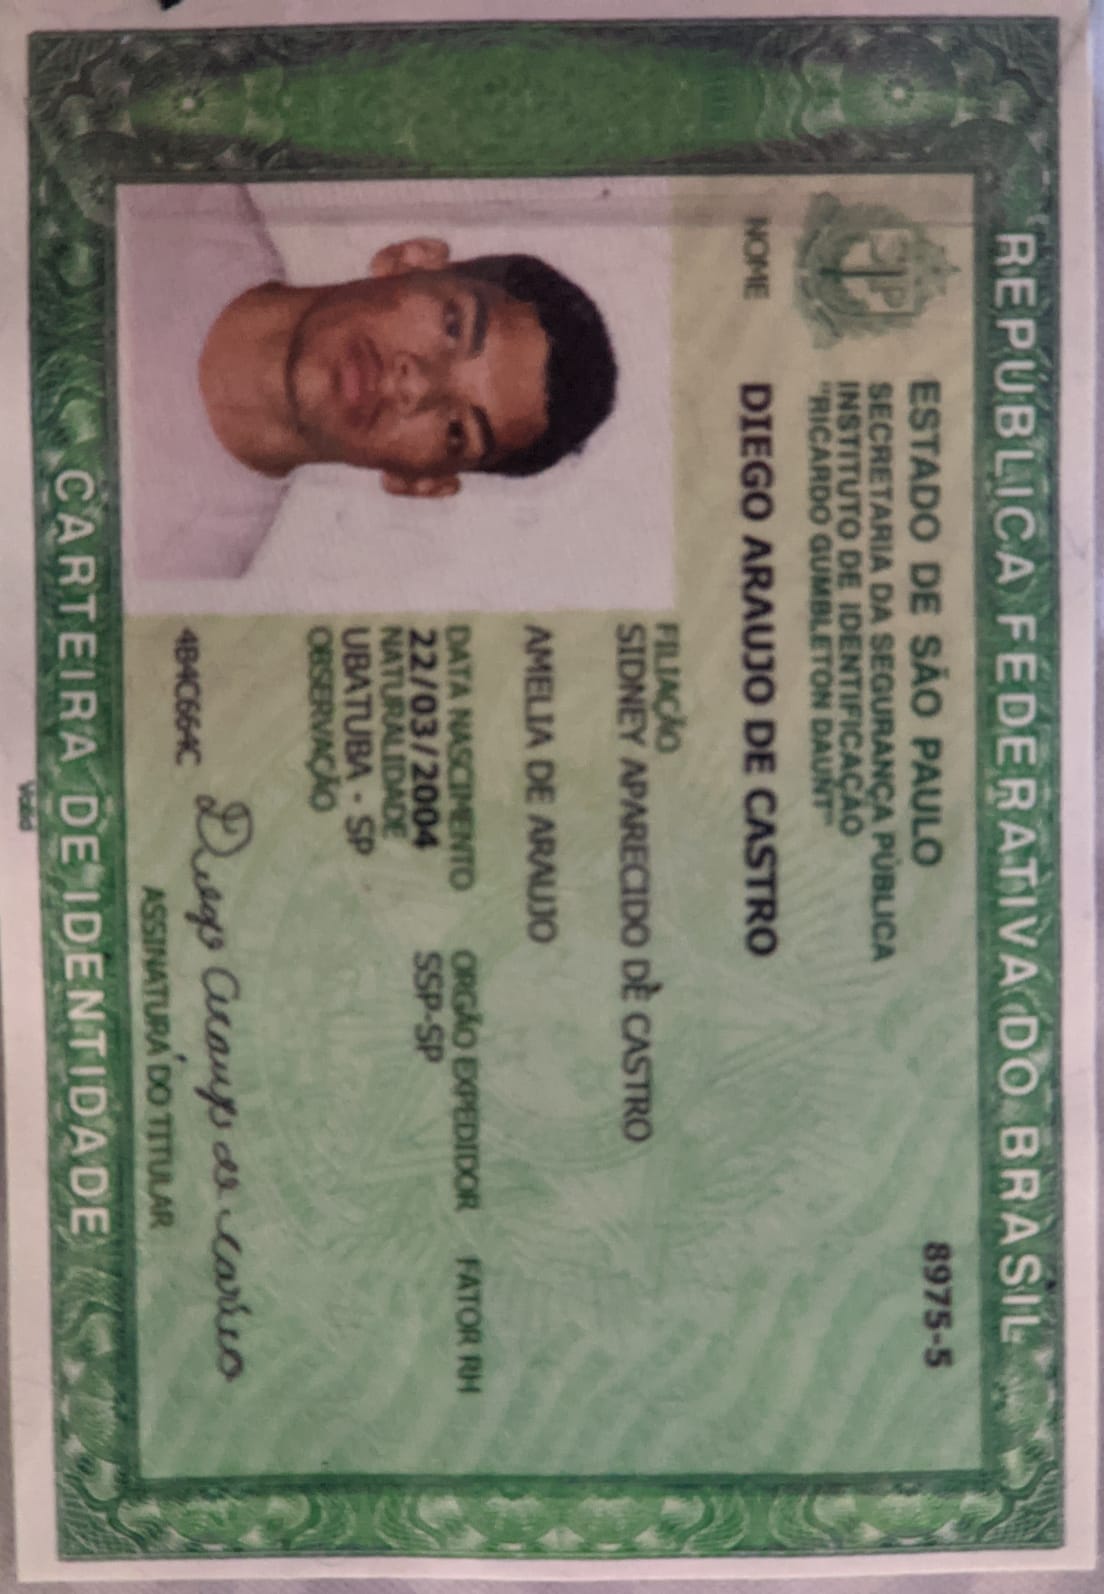 REPÚBLICA FEDERATIVA DO BRASIL
ESTADO DE SÃO PAULO
8975-5
SECRETARIA DA SEGURANÇA PÚBLICA
INSTITUTO DE IDENTIFICAÇÃO
"RICARDO GUMBLETON DAUNT"
NOME DIEGO ARAUJO DE CASTRO
FILIAÇÃO
SIDNEY APARECIDO DE CASTRO
AMELIA DE ARAUJO
DATA NASCIMENTO ORGÃO EXPEDIDOR FATOR RH
22/03/2004 SSP-SP
NATURALIDADE
UBATUBA - SP
OBSERVAÇÃO
Diego Araujo de Castro
4B4C664C
ASSINATURA DO TITULAR
CARTEIRA DE IDENTIDADE